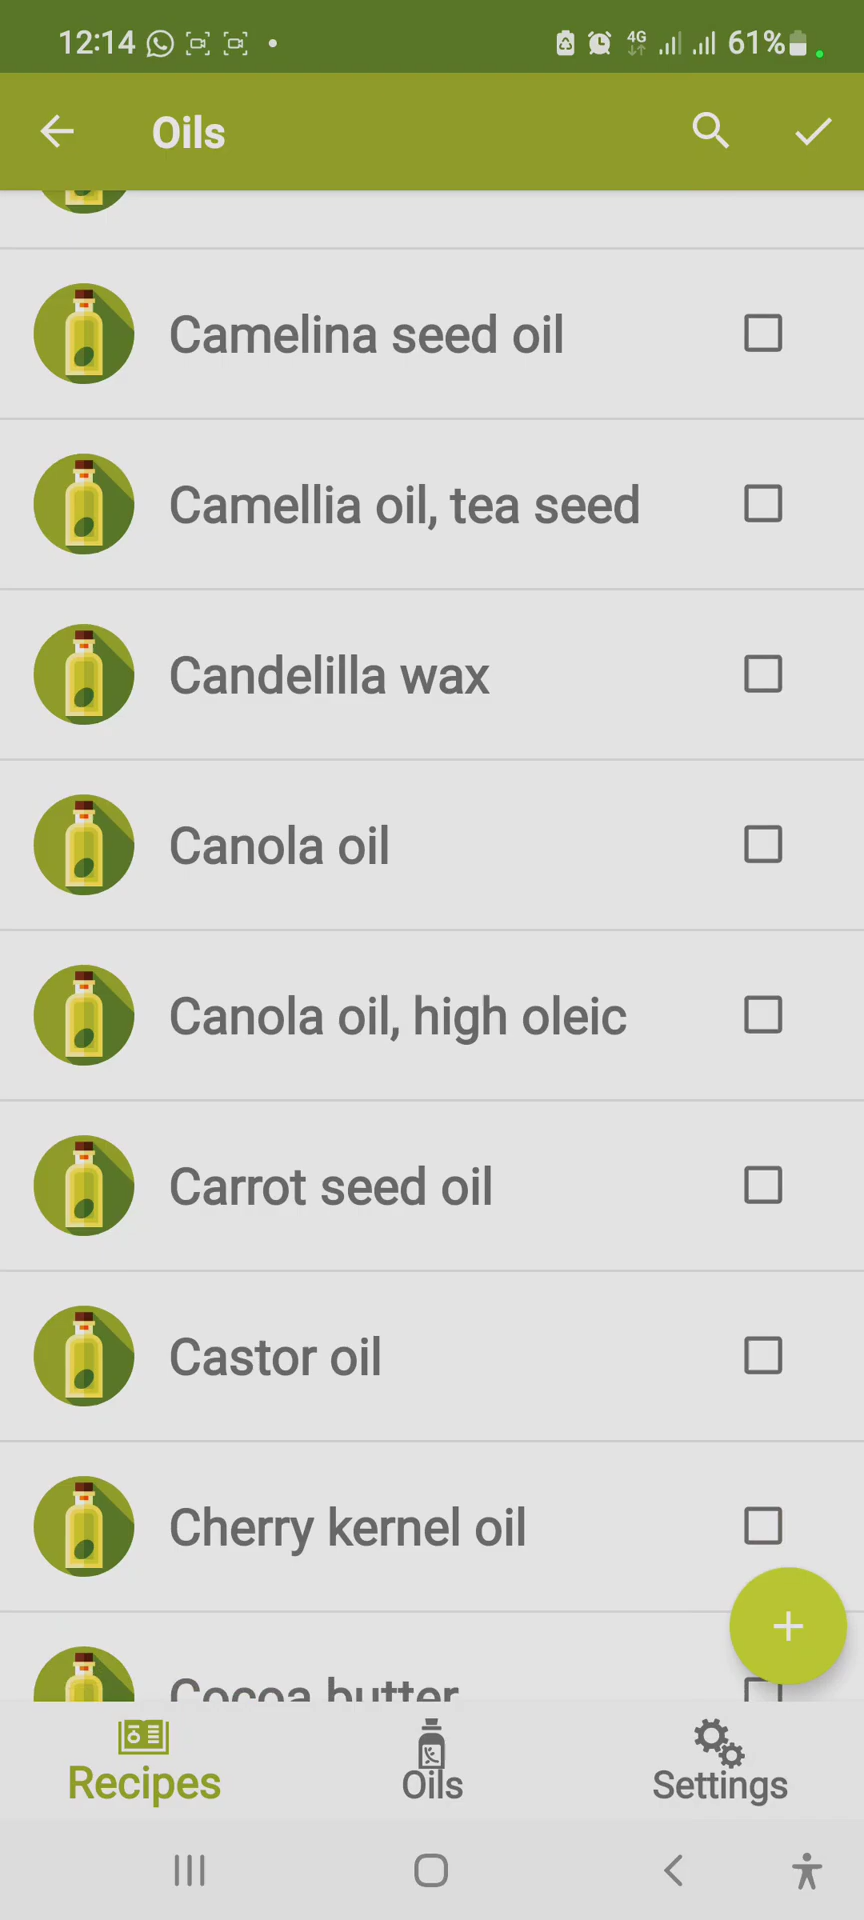 12:14 4G 61%
Oils
Camelina seed oil
Camellia oil, tea seed
Candelilla wax
Canola oil
Canola oil, high oleic
Carrot seed oil
Castor oil
Cherry kernel oil
Cocoa butter
Recipes Oils Settings